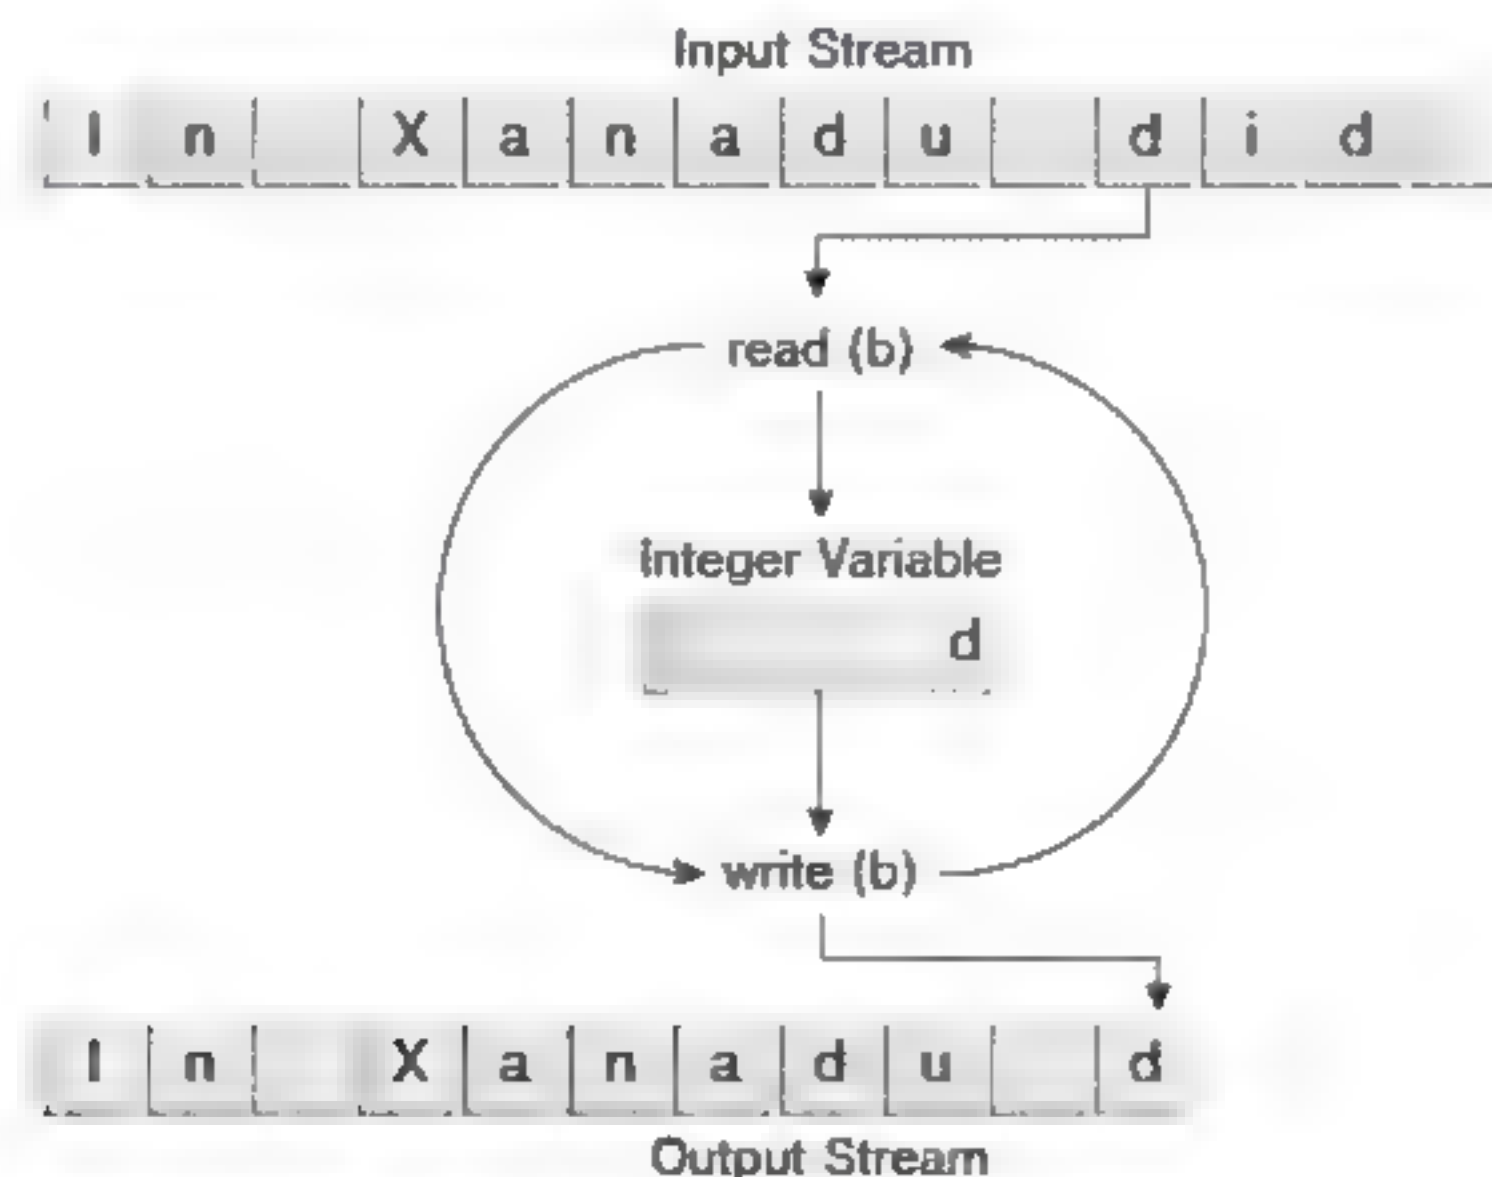 Input Stream
I n X a n a d u d i d
read (b)
Integer Variable
d
write (b)
I n X a n a d u d
Output Stream